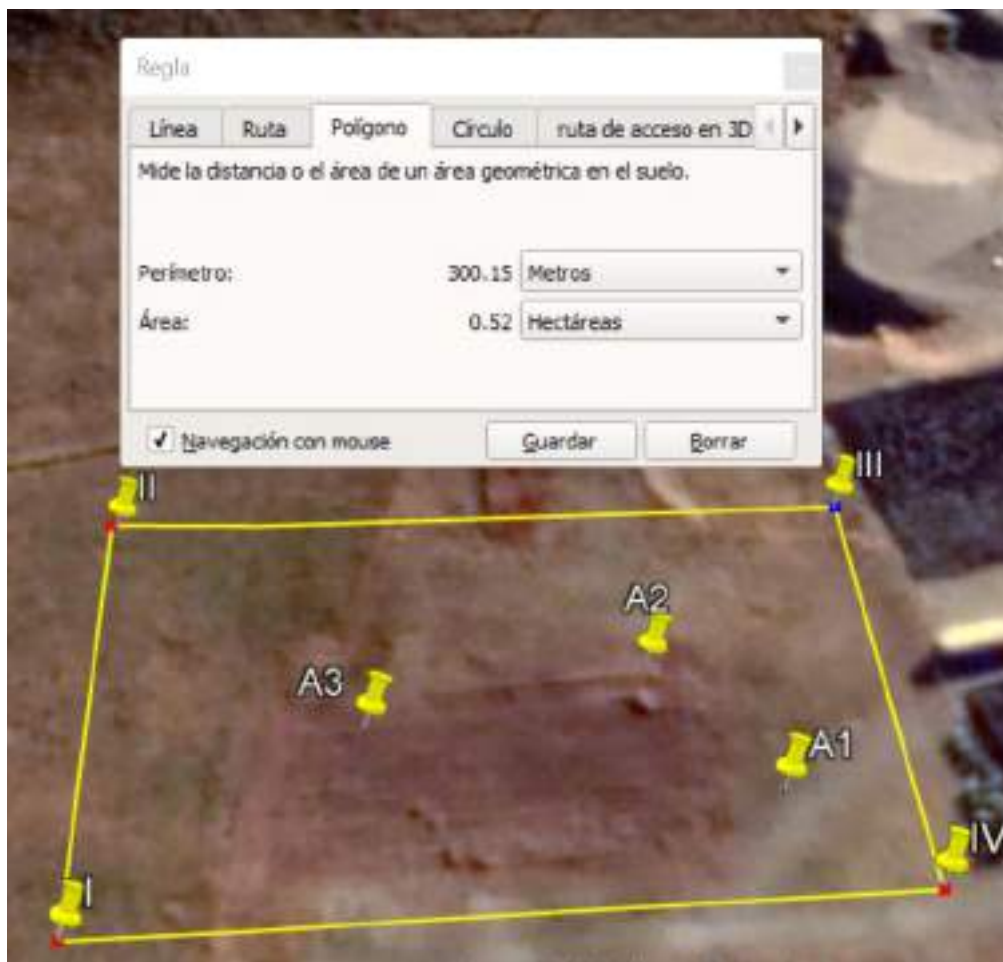 Regla
Línea Ruta Polígono Círculo ruta de acceso en 3D
Mide la distancia o el área de un área geométrica en el suelo.
Perímetro: 300.15 Metros
Área: 0.52 Hectáreas
Navegación con mouse Guardar Borrar
II
III
A2
A3
A1
IV
I